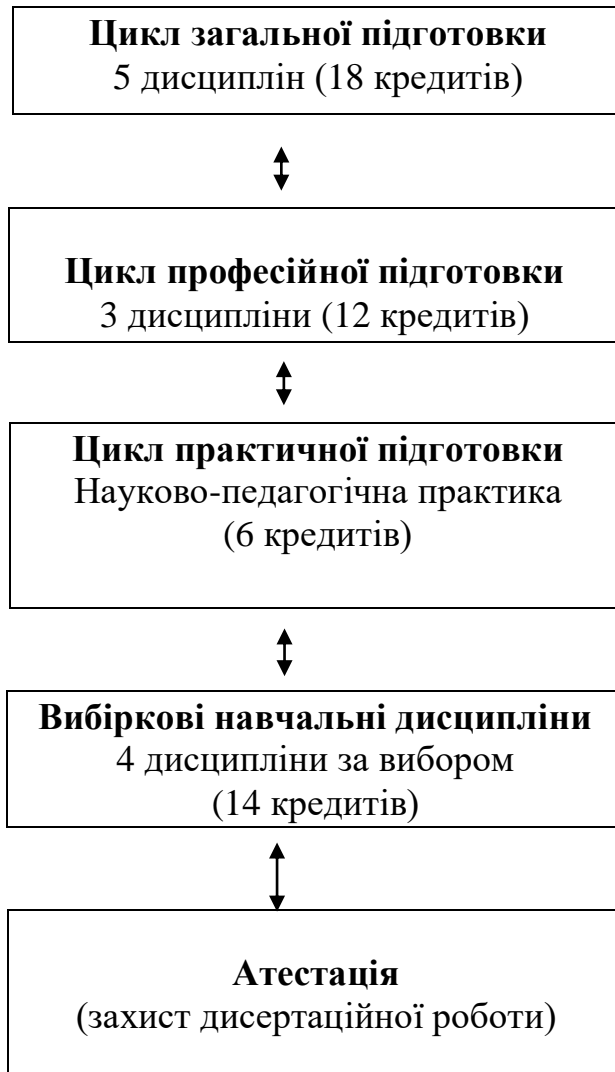 Цикл загальної підготовки
5 дисциплін (18 кредитів)
Цикл професійної підготовки
3 дисципліни (12 кредитів)
Цикл практичної підготовки
Науково-педагогічна практика
(6 кредитів)
Вибіркові навчальні дисципліни
4 дисципліни за вибором
(14 кредитів)
Атестація
(захист дисертаційної роботи)